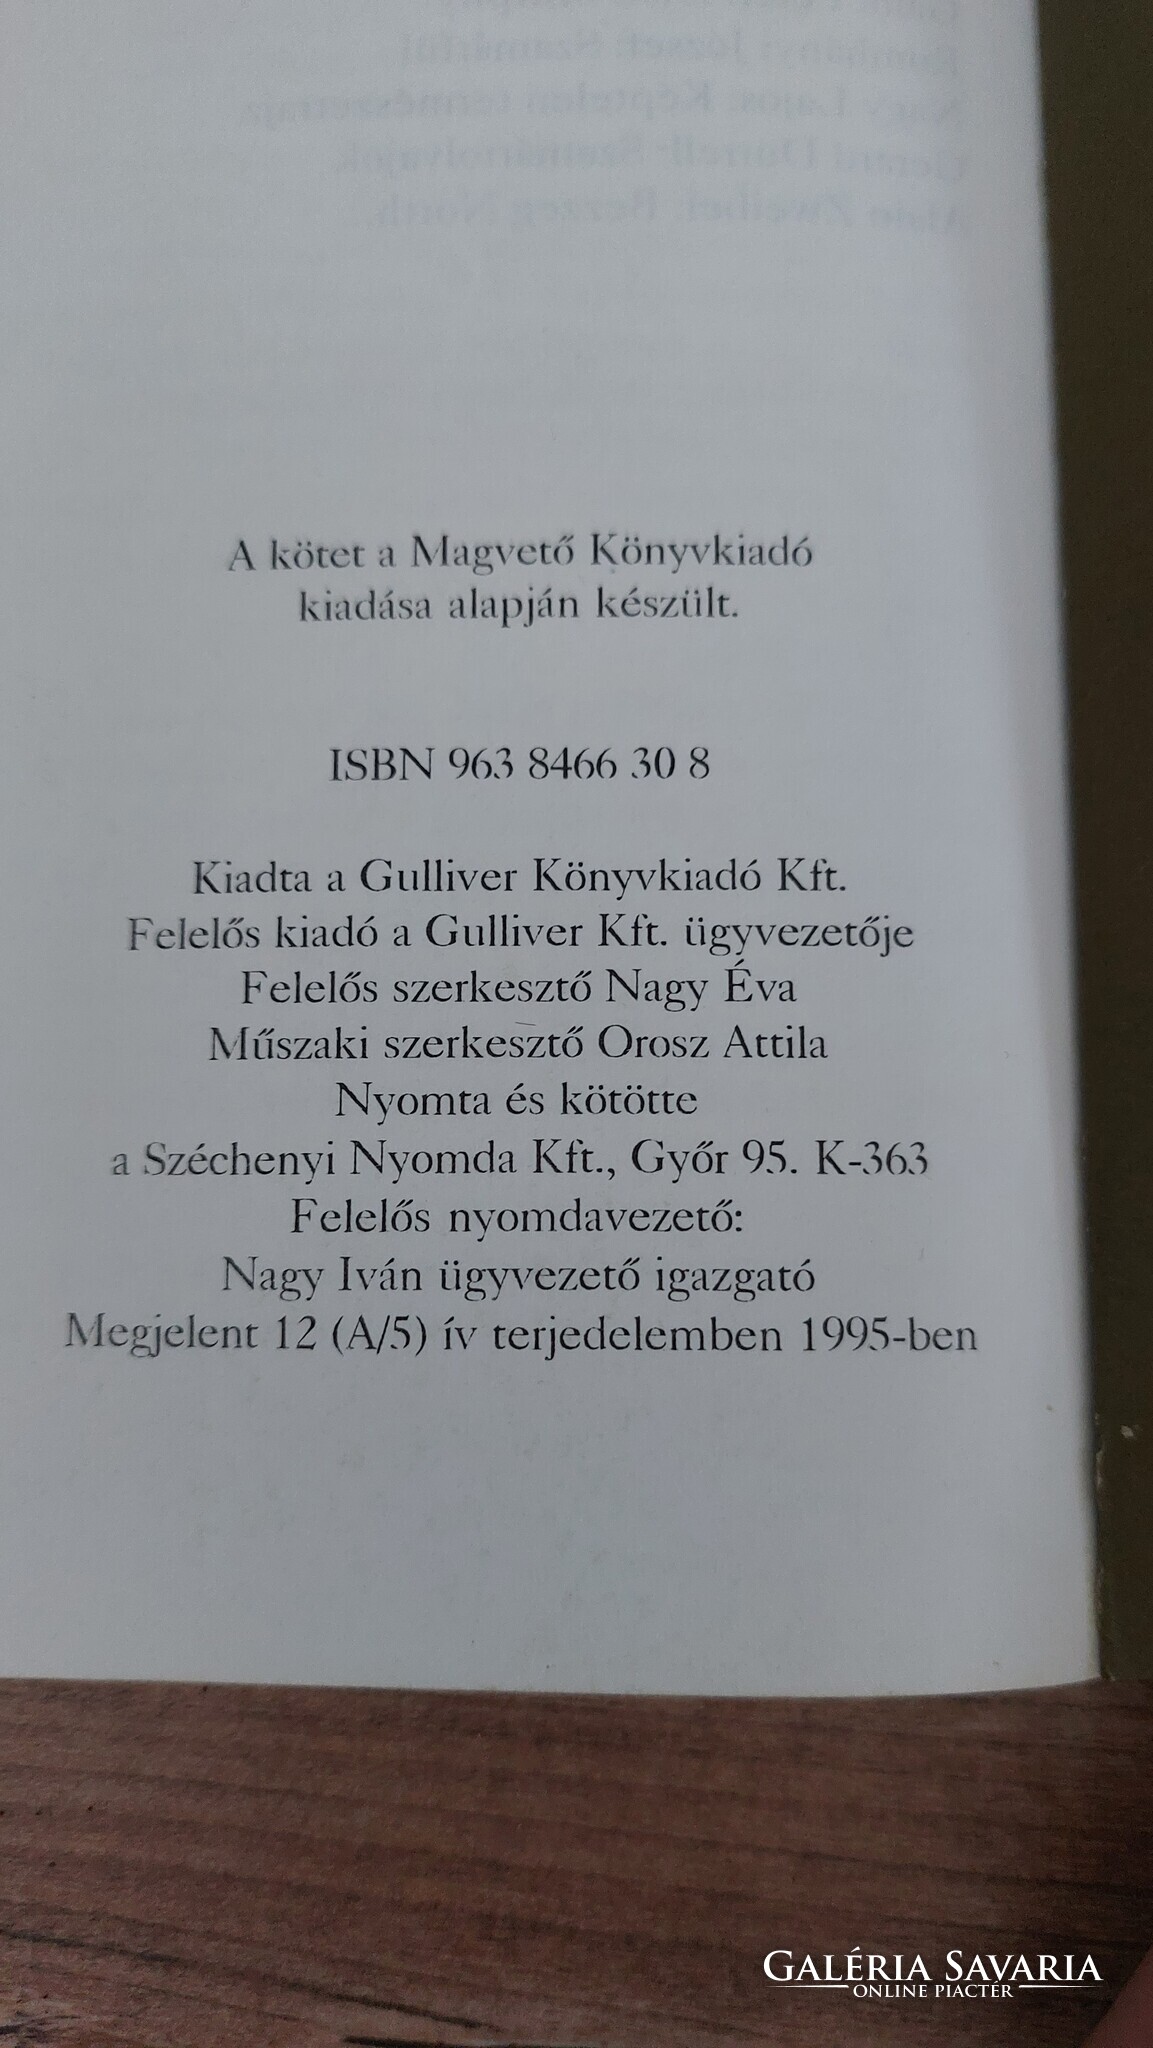 A kötet a Magvető Könyvkiadó
kiadása alapján készült.
ISBN 963 8466 30 8
Kiadta a Gulliver Könyvkiadó Kft.
Felelős kiadó a Gulliver Kft. ügyvezetője
Felelős szerkesztő Nagy Éva
Műszaki szerkesztő Orosz Attila
Nyomta és kötötte
a Széchenyi Nyomda Kft., Győr 95. K-363
Felelős nyomdavezető:
Nagy Iván ügyvezető igazgató
Megjelent 12 (A/5) ív terjedelemben 1995-ben
GALÉRIA SAVARIA
ONLINE PIACTÉR